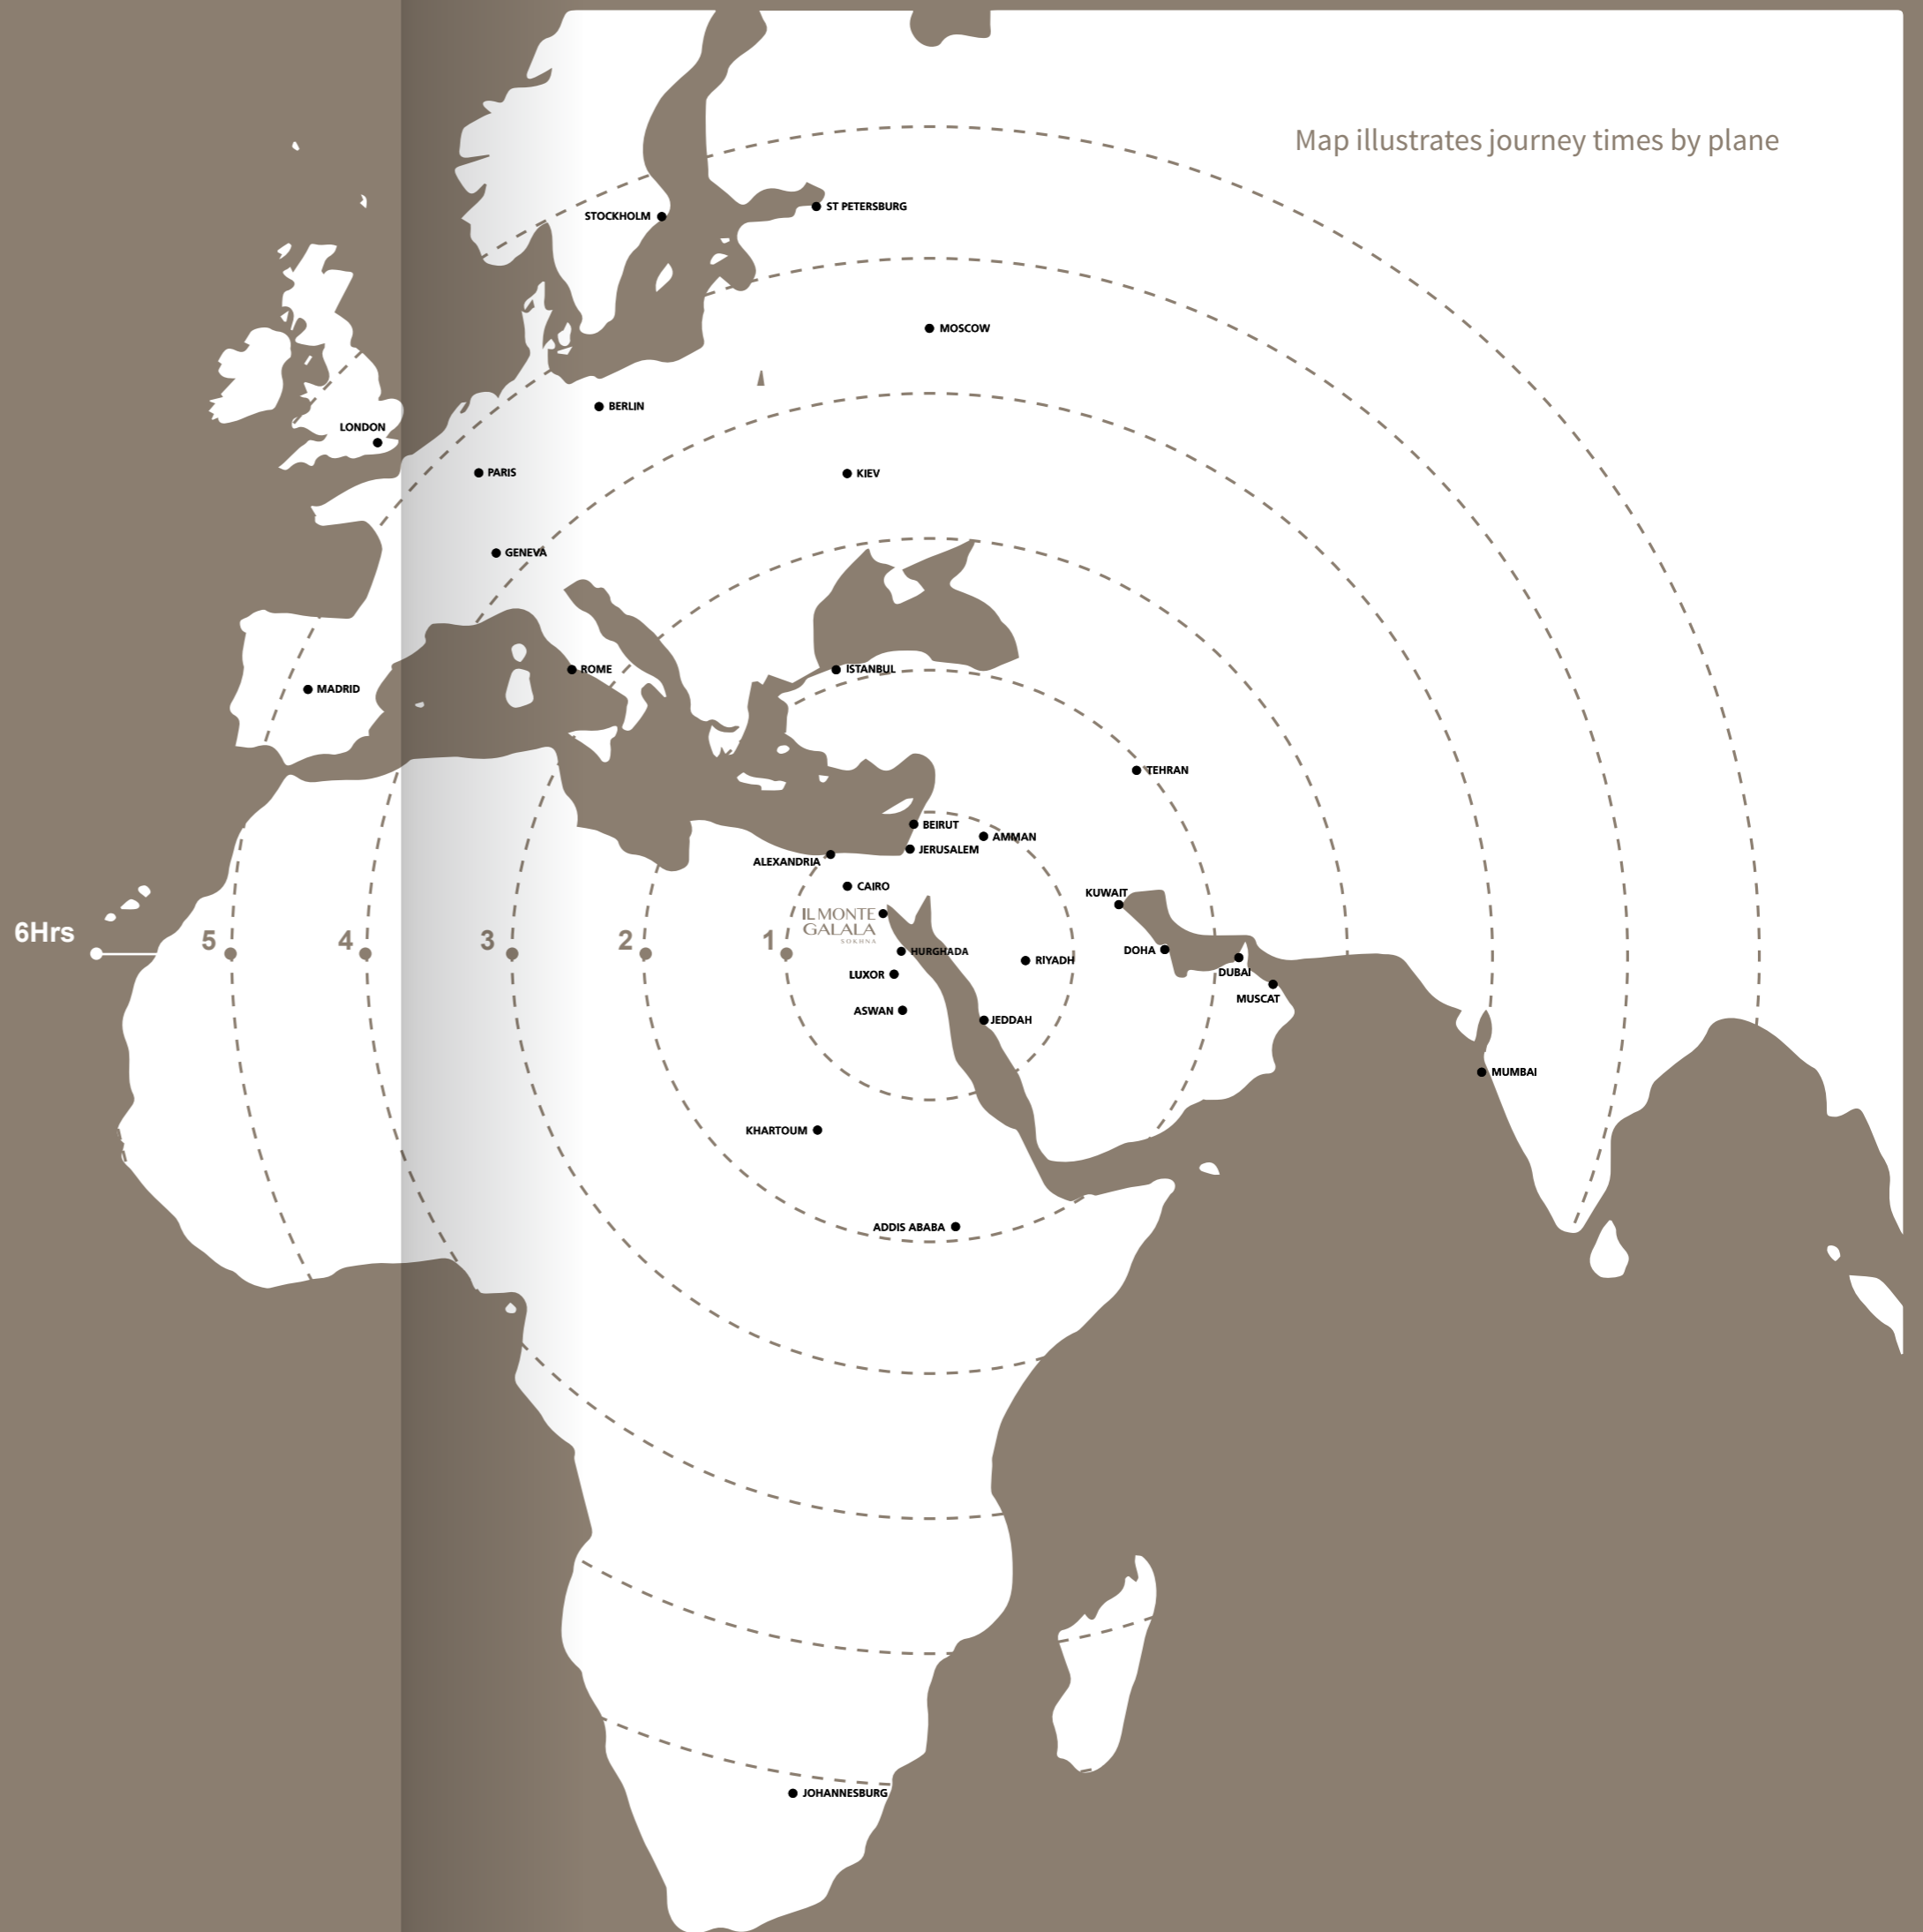 Map illustrates journey times by plane
ST PETERSBURG
STOCKHOLM
MOSCOW
BERLIN
LONDON
PARIS
KIEV
GENEVA
ROME
ISTANBUL
MADRID
TEHRAN
BEIRUT
AMMAN
JERUSALEM
ALEXANDRIA
CAIRO
KUWAIT
IL MONTE
GALALA
SOKHNA
6Hrs
5
4
3
2
1
HURGHADA
DOHA
RIYADH
DUBAI
LUXOR
MUSCAT
ASWAN
JEDDAH
MUMBAI
KHARTOUM
ADDIS ABABA
JOHANNESBURG